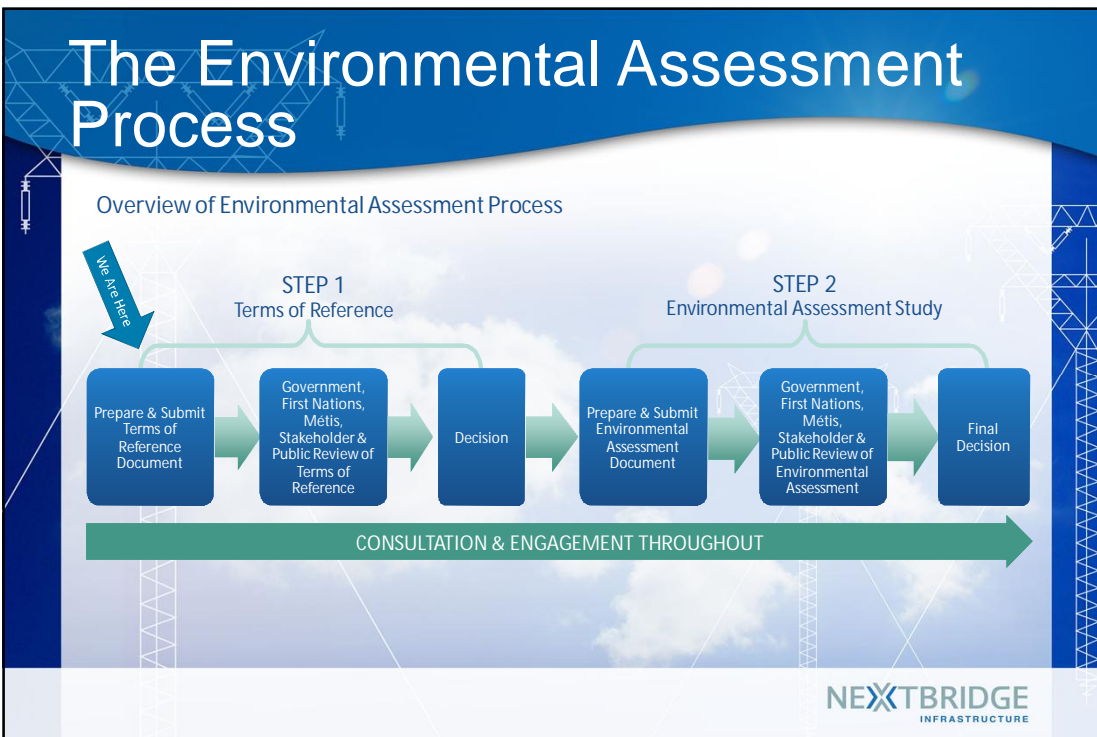 The Environmental Assessment
Process
Overview of Environmental Assessment Process
We Are Here
STEP 1
Terms of Reference
STEP 2
Environmental Assessment Study
Prepare & Submit
Terms of
Reference
Document
Government,
First Nations,
Métis,
Stakeholder &
Public Review of
Terms of
Reference
Decision
Prepare & Submit
Environmental
Assessment
Document
Government,
First Nations,
Métis,
Stakeholder &
Public Review of
Environmental
Assessment
Final
Decision
CONSULTATION & ENGAGEMENT THROUGHOUT
NEXTBRIDGE
INFRASTRUCTURE